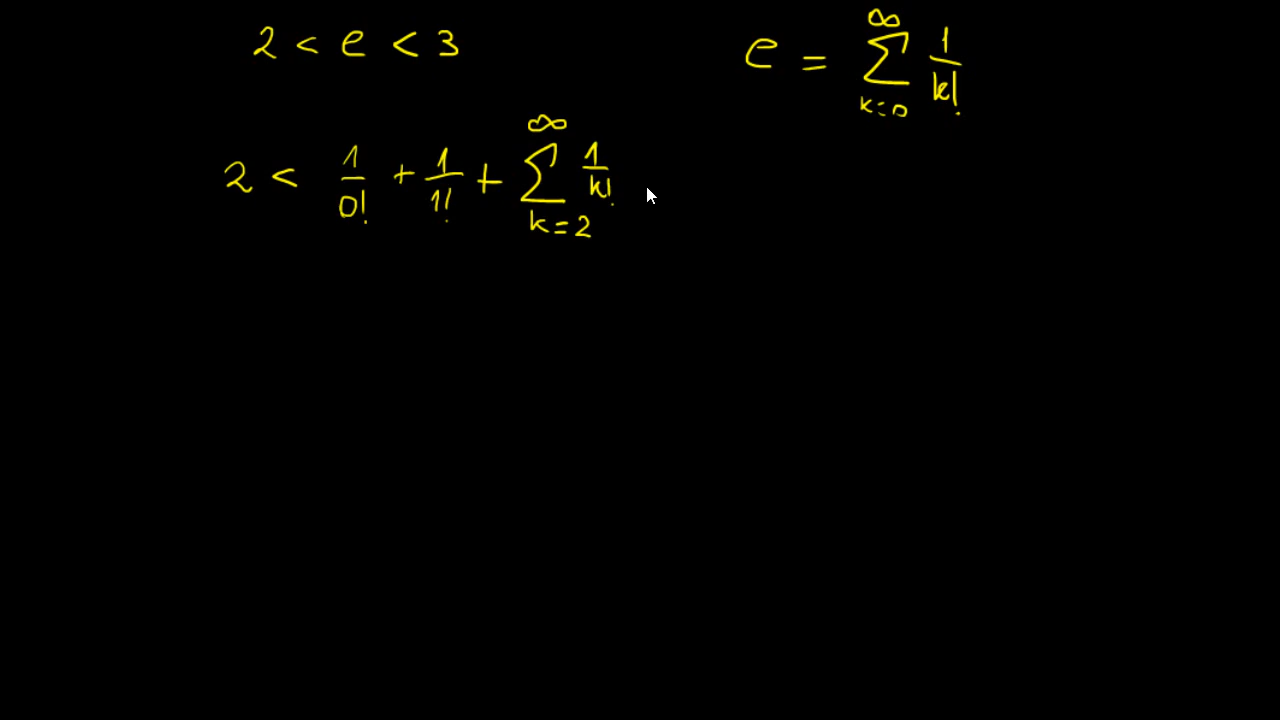 2 < e < 3
e = ∑_{k=0}^{∞} 1/k!
2 < 1/0! + 1/1! + ∑_{k=2}^{∞} 1/k!